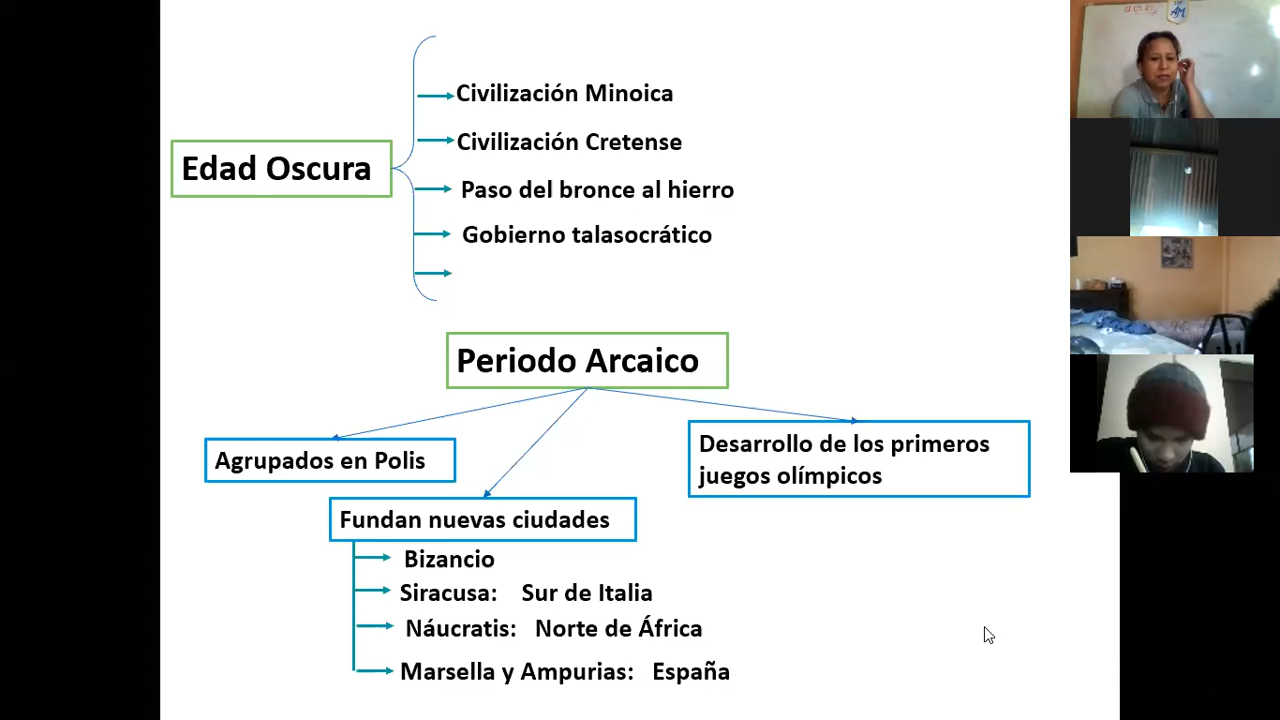 Civilización Minoica
Civilización Cretense
Edad Oscura
Paso del bronce al hierro
Gobierno talasocrático
Periodo Arcaico
Agrupados en Polis
Desarrollo de los primeros
juegos olímpicos
Fundan nuevas ciudades
Bizancio
Siracusa: Sur de Italia
Náucratis: Norte de África
Marsella y Ampurias: España